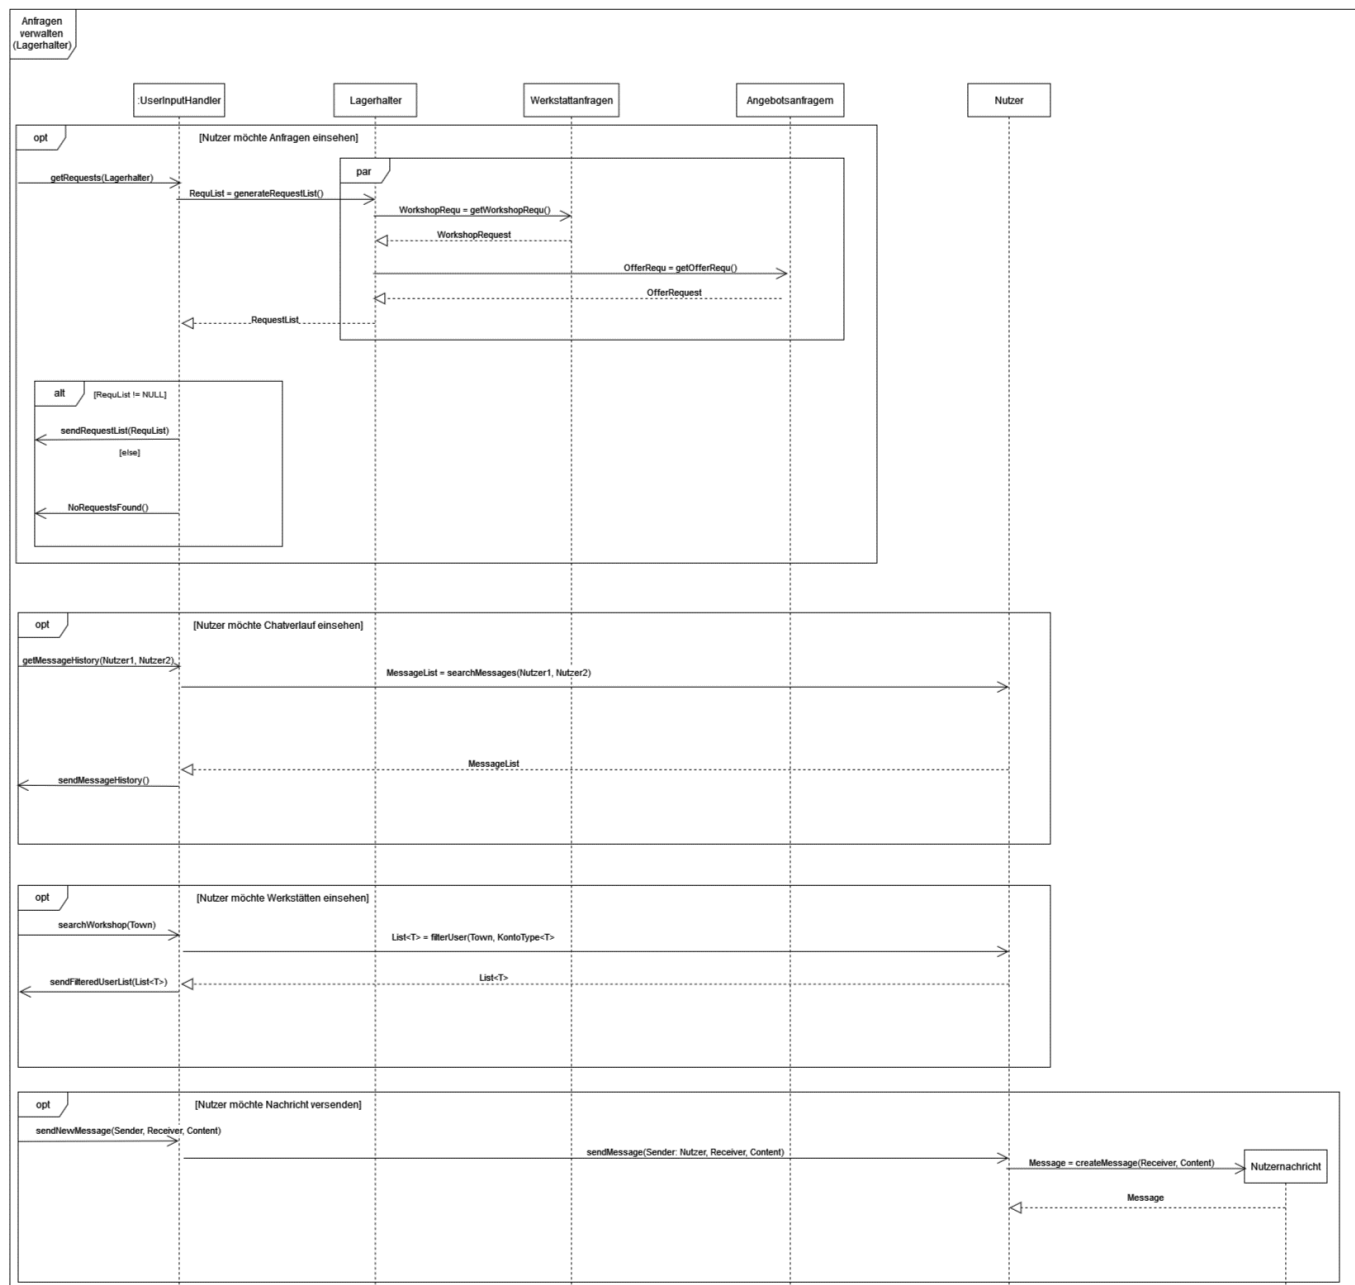 Anfragen
verwalten
(Lagerhalter)
:UserInputHandler
Lagerhalter
Werkstattanfragen
Angebotsanfragem
Nutzer
opt
[Nutzer möchte Anfragen einsehen]
par
getRequests(Lagerhalter)
RequList = generateRequestList()
WorkshopRequ = getWorkshopRequ()
WorkshopRequest
OfferRequ = getOfferRequ()
OfferRequest
RequestList
alt
[RequList != NULL]
sendRequestList(RequList)
[else]
NoRequestsFound()
opt
[Nutzer möchte Chatverlauf einsehen]
getMessageHistory(Nutzer1, Nutzer2)
MessageList = searchMessages(Nutzer1, Nutzer2)
MessageList
sendMessageHistory()
opt
[Nutzer möchte Werkstätten einsehen]
searchWorkshop(Town)
List<T> = filterUser(Town, KontoType<T>
List<T>
sendFilteredUserList(List<T>)
opt
[Nutzer möchte Nachricht versenden]
sendNewMessage(Sender, Receiver, Content)
sendMessage(Sender: Nutzer, Receiver, Content)
Message = createMessage(Receiver, Content)
Nutzernachricht
Message